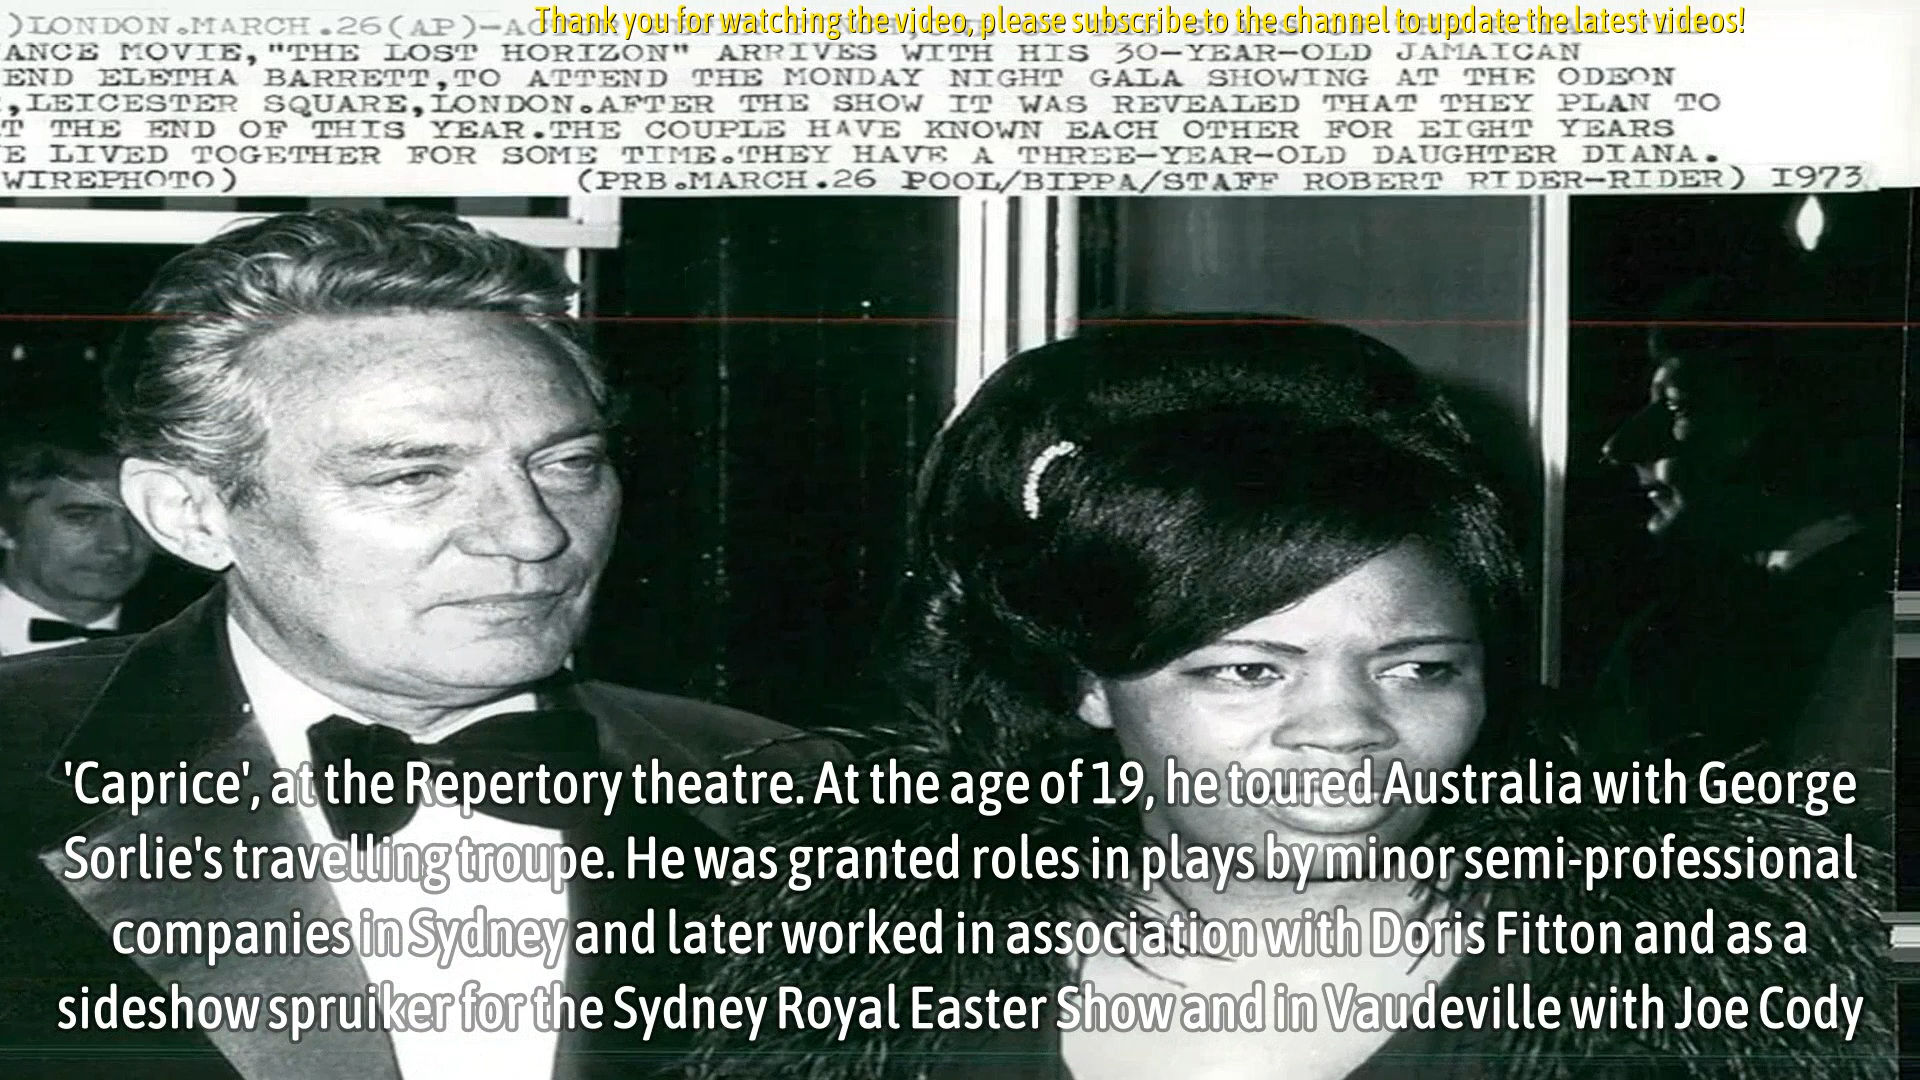 )LONDON.MARCH.26(AP)-AC
Thank you for watching the video, please subscribe to the channel to update the latest videos!
ANCE MOVIE,"THE LOST HORIZON" ARRIVES WITH HIS 30-YEAR-OLD JAMAICAN
END ELETHA BARRETT,TO ATTEND THE MONDAY NIGHT GALA SHOWING AT THE ODEON
,LEICESTER SQUARE,LONDON.AFTER THE SHOW IT WAS REVEALED THAT THEY PLAN TO
T THE END OF THIS YEAR.THE COUPLE HAVE KNOWN EACH OTHER FOR EIGHT YEARS
E LIVED TOGETHER FOR SOME TIME.THEY HAVE A THREE-YEAR-OLD DAUGHTER DIANA.
WIREPHOTO) (PRB.MARCH.26 POOL/BIPPA/STAFF ROBERT RIDER-RIDER) 1973
'Caprice', at the Repertory theatre. At the age of 19, he toured Australia with George
Sorlie's travelling troupe. He was granted roles in plays by minor semi-professional
companies in Sydney and later worked in association with Doris Fitton and as a
sideshow spruiker for the Sydney Royal Easter Show and in Vaudeville with Joe Cody